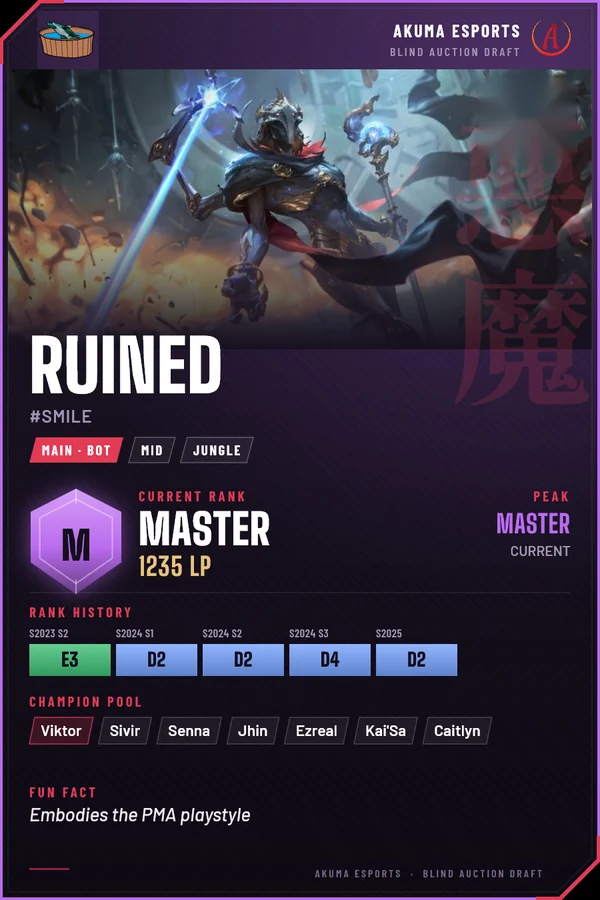 AKUMA ESPORTS
BLIND AUCTION DRAFT
A
悪
魔
RUINED
#SMILE
MAIN · BOT MID JUNGLE
M
CURRENT RANK
MASTER
1235 LP
PEAK
MASTER
CURRENT
RANK HISTORY
S2023 S2 S2024 S1 S2024 S2 S2024 S3 S2025
E3 D2 D2 D4 D2
CHAMPION POOL
Viktor Sivir Senna Jhin Ezreal Kai'Sa Caitlyn
FUN FACT
Embodies the PMA playstyle
AKUMA ESPORTS · BLIND AUCTION DRAFT